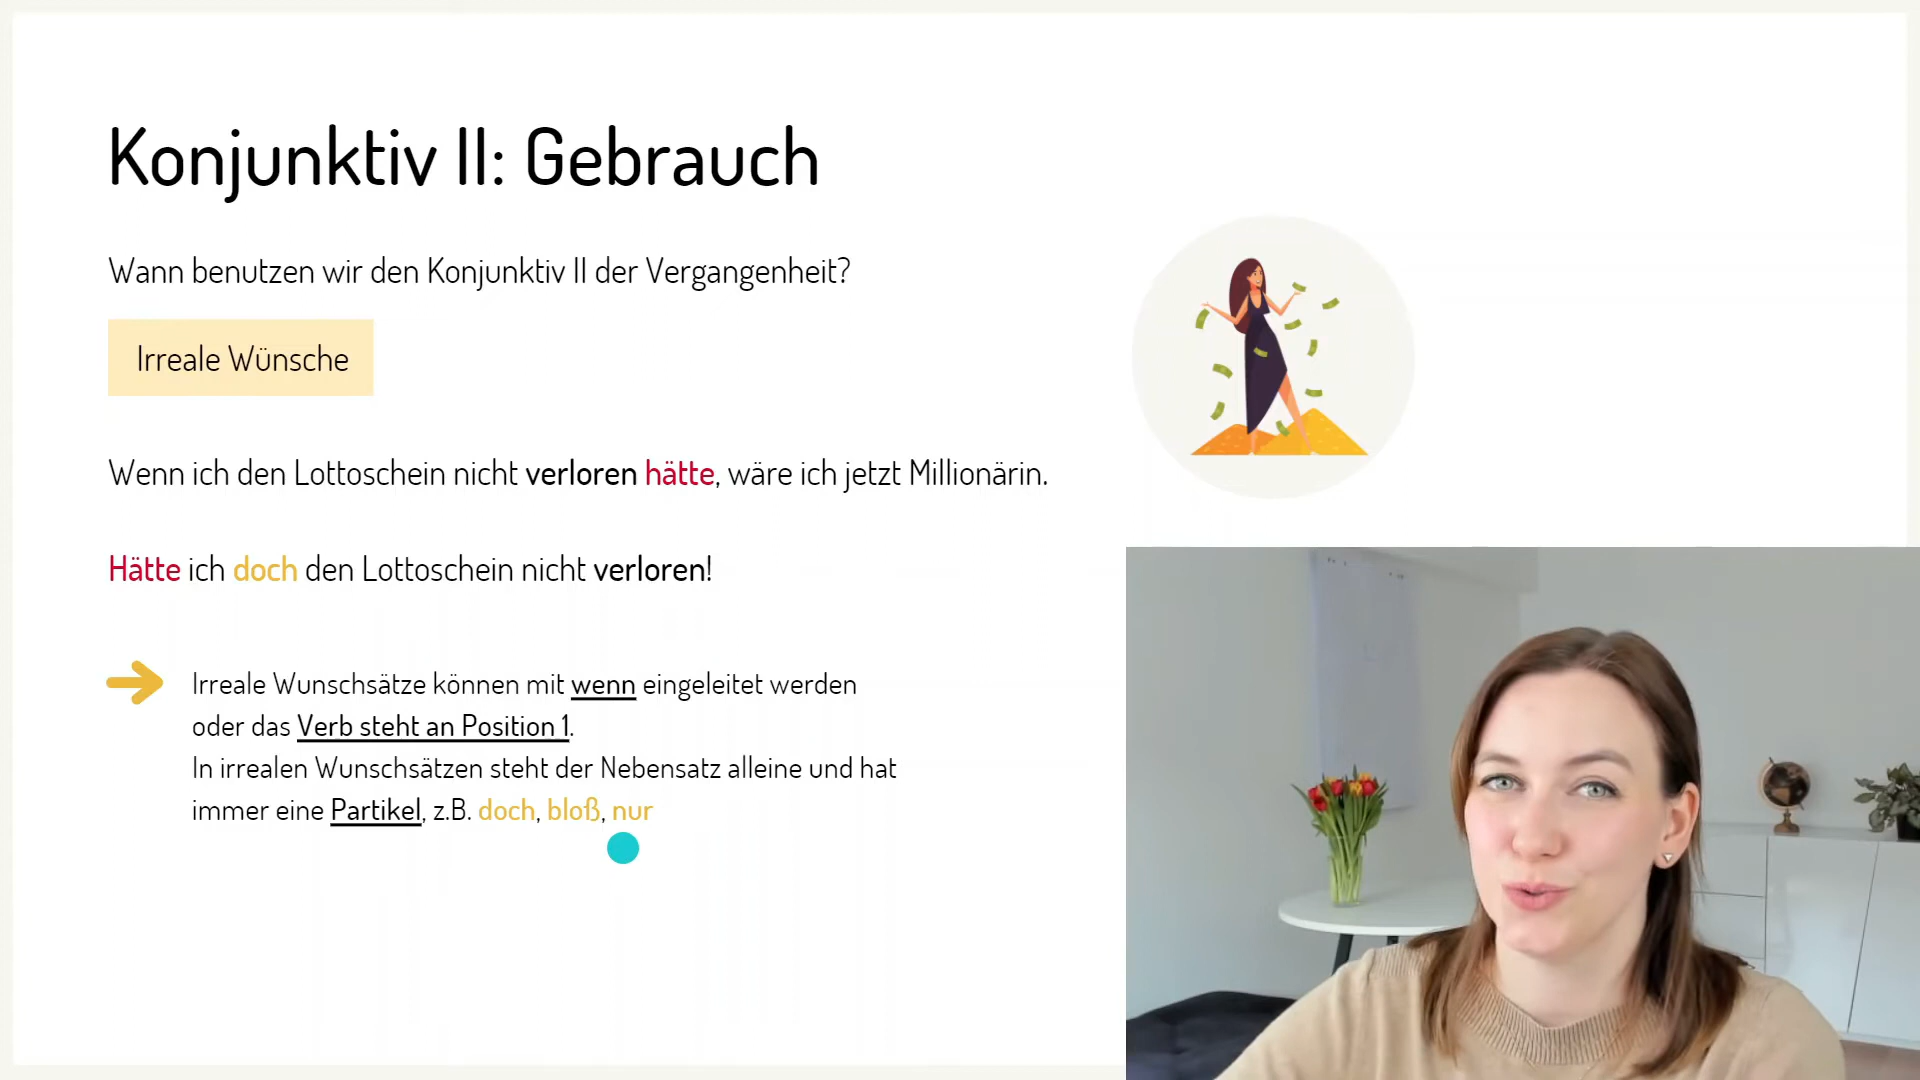 Konjunktiv II: Gebrauch
Wann benutzen wir den Konjunktiv II der Vergangenheit?
Irreale Wünsche
Wenn ich den Lottoschein nicht verloren hätte, wäre ich jetzt Millionärin.
Hätte ich doch den Lottoschein nicht verloren!
Irreale Wunschsätze können mit wenn eingeleitet werden
oder das Verb steht an Position 1.
In irrealen Wunschsätzen steht der Nebensatz alleine und hat
immer eine Partikel, z.B. doch, bloß, nur